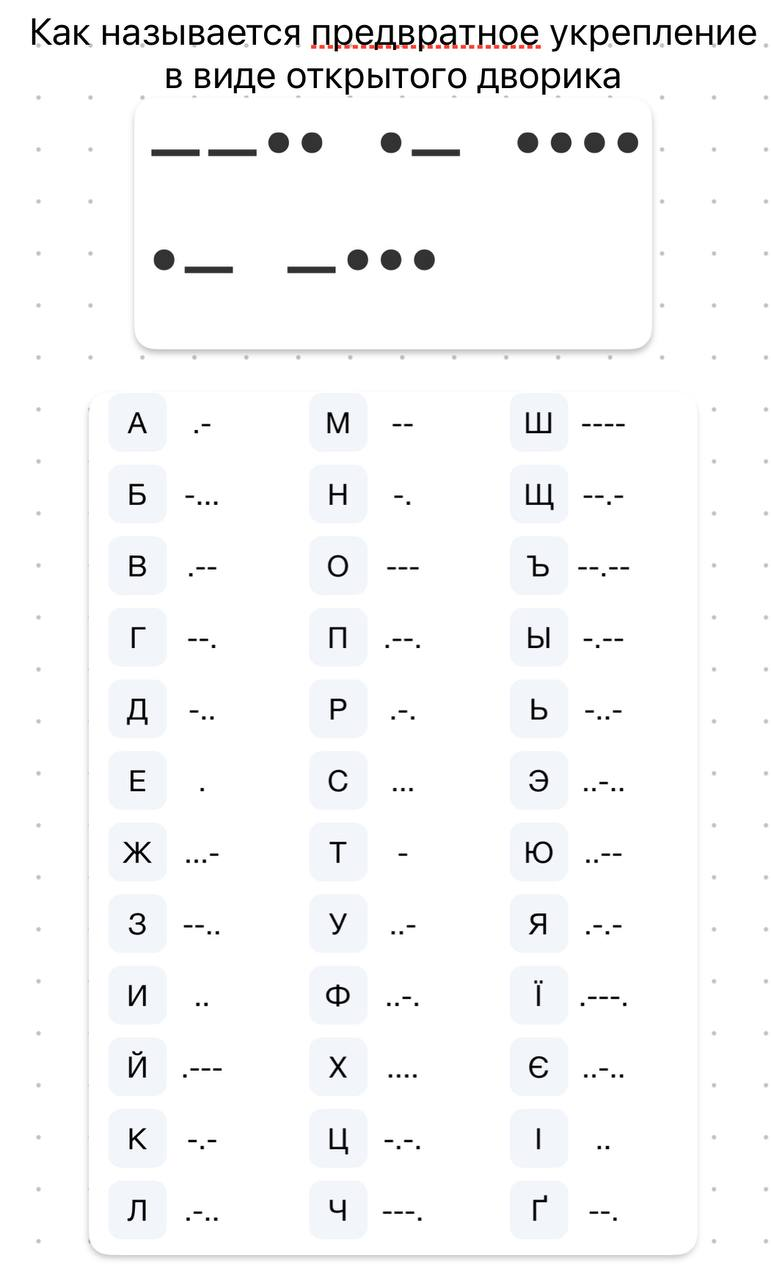 Как называется предвратное укрепление
в виде открытого дворика
——•• •— ••••
•— —•••
А .- М -- Ш ----
Б -... Н -. Щ --.-
В .-- О --- Ъ --.--
Г --. П .--. Ы -.--
Д -.. Р .-. Ь -..-
Е . С ... Э ..-..
Ж ...- Т - Ю ..--
З --.. У ..- Я .-.-
И .. Ф ..-. Ї .---.
Й .--- Х .... Є ..-..
К -.- Ц -.-. І ..
Л .-.. Ч ---. Ґ --.